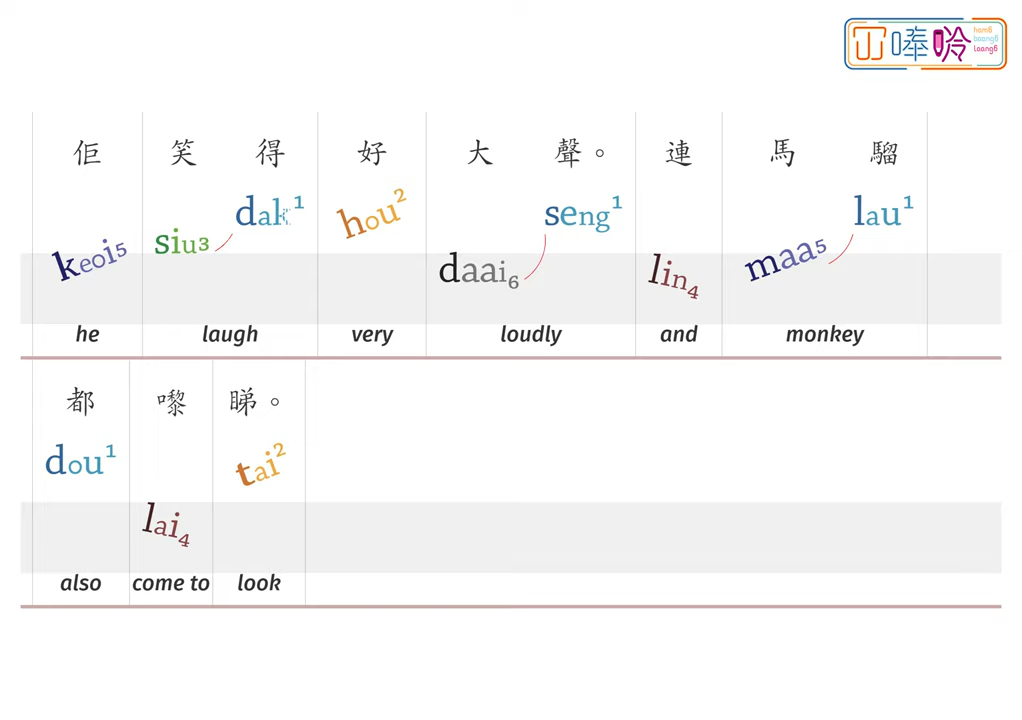 冚唪唥
ham6
baang6
laang6
佢 笑 得 好 大 聲。 連 馬 騮
keoi5 siu3 dak1 hou2 daai6 seng1 lin4 maa5 lau1
he laugh very loudly and monkey
都 嚟 睇。
dou1 lai4 tai2
also come to look